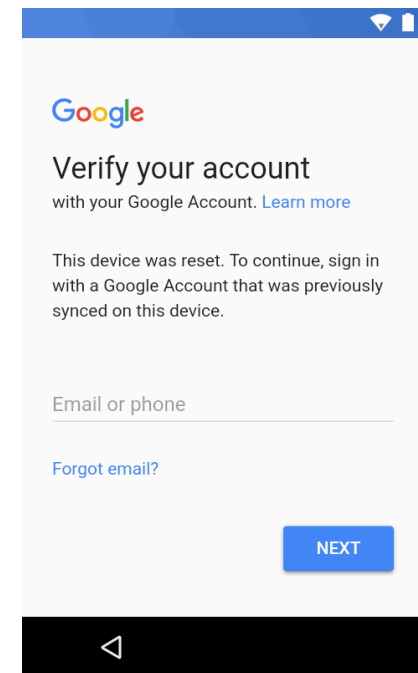 Google
Verify your account
with your Google Account. Learn more
This device was reset. To continue, sign in
with a Google Account that was previously
synced on this device.
Email or phone
Forgot email?
NEXT